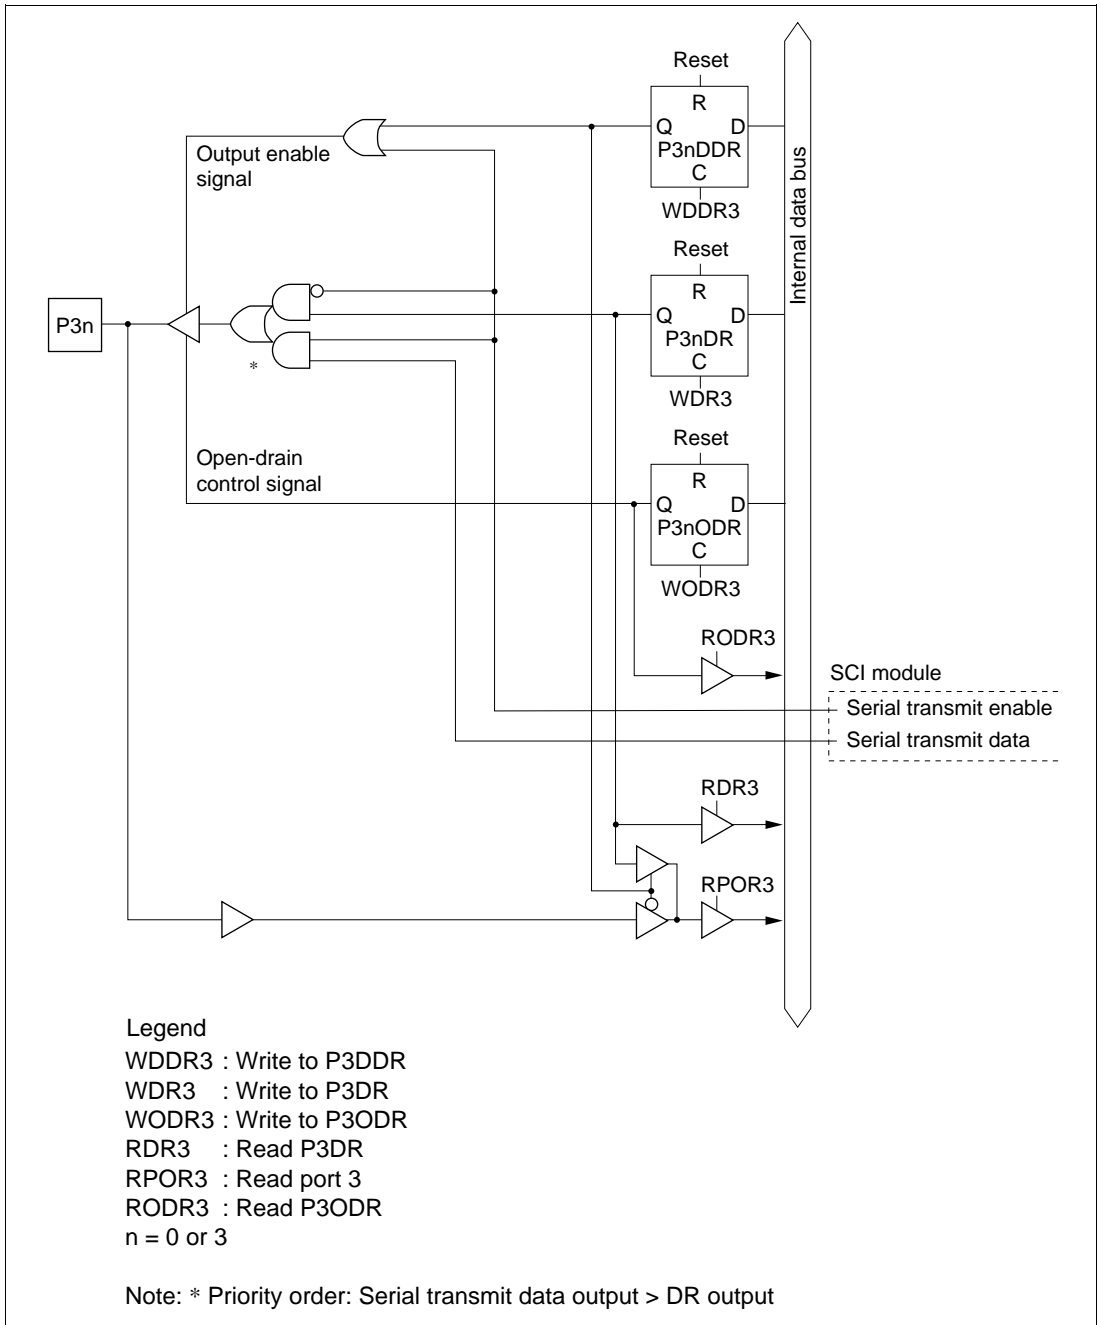 Reset
R
Q D
P3nDDR
C
WDDR3
Internal data bus
Output enable
signal
Reset
R
Q D
P3nDR
C
WDR3
P3n
*
Reset
R
Q D
P3nODR
C
WODR3
Open-drain
control signal
RODR3
SCI module
Serial transmit enable
Serial transmit data
RDR3
RPOR3
Legend
WDDR3 : Write to P3DDR
WDR3 : Write to P3DR
WODR3 : Write to P3ODR
RDR3 : Read P3DR
RPOR3 : Read port 3
RODR3 : Read P3ODR
n = 0 or 3
Note: * Priority order: Serial transmit data output > DR output